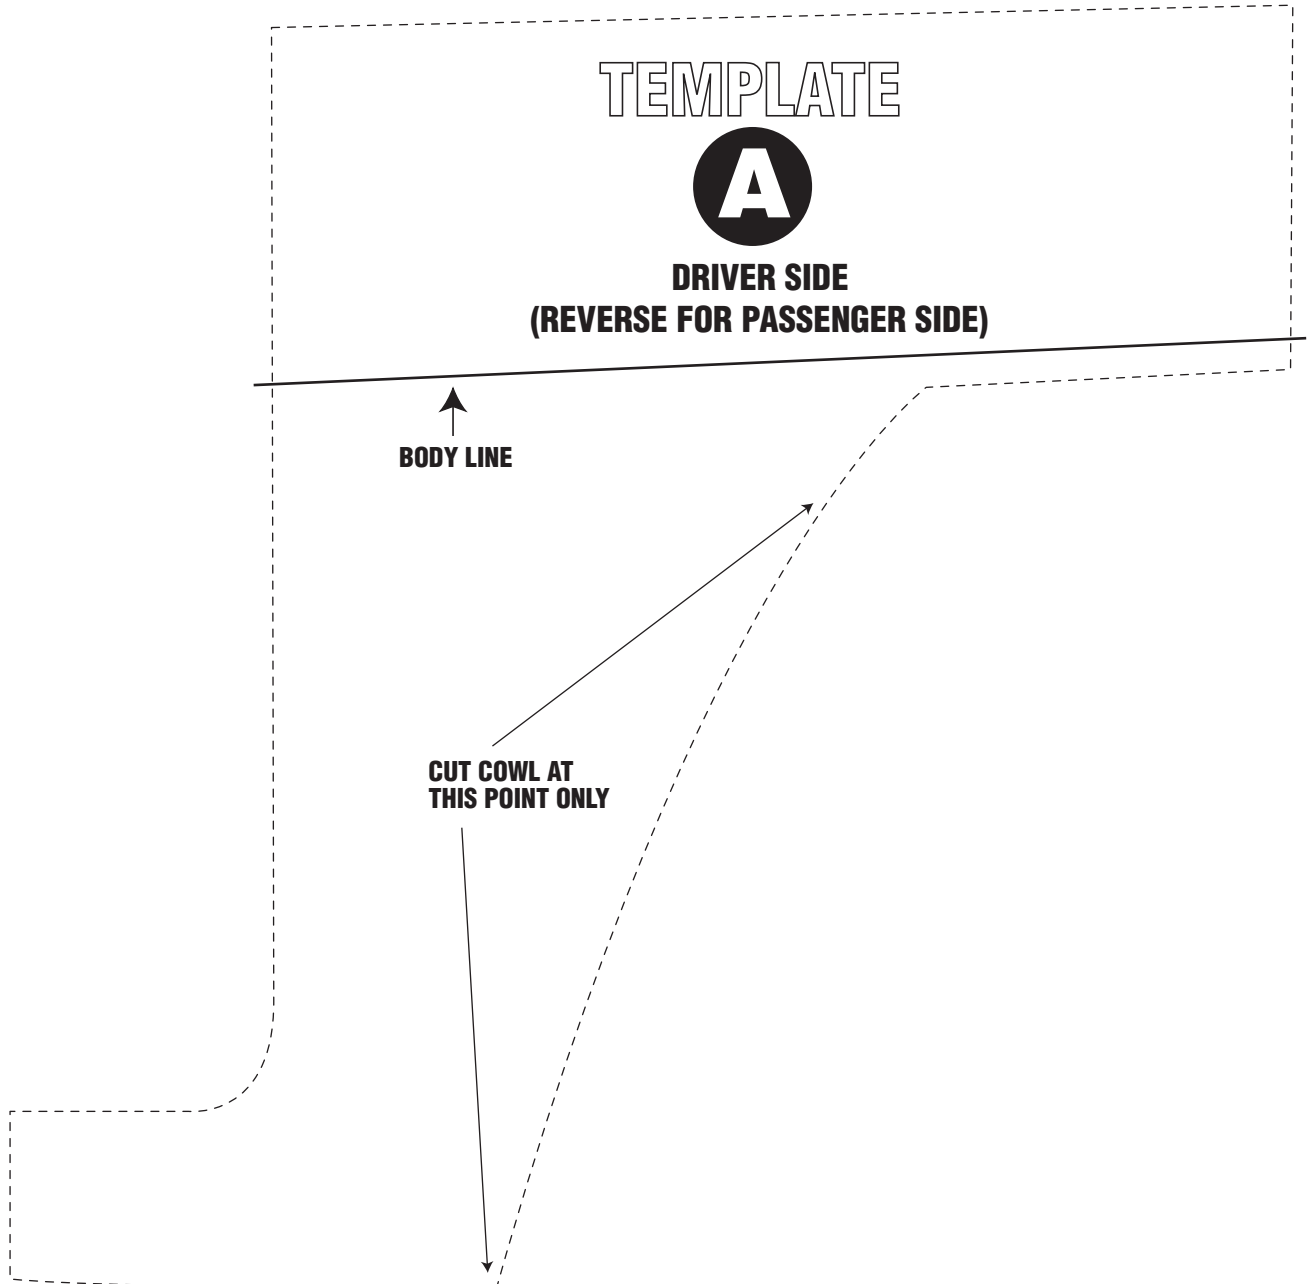 TEMPLATE
A
DRIVER SIDE
(REVERSE FOR PASSENGER SIDE)
BODY LINE
CUT COWL AT
THIS POINT ONLY